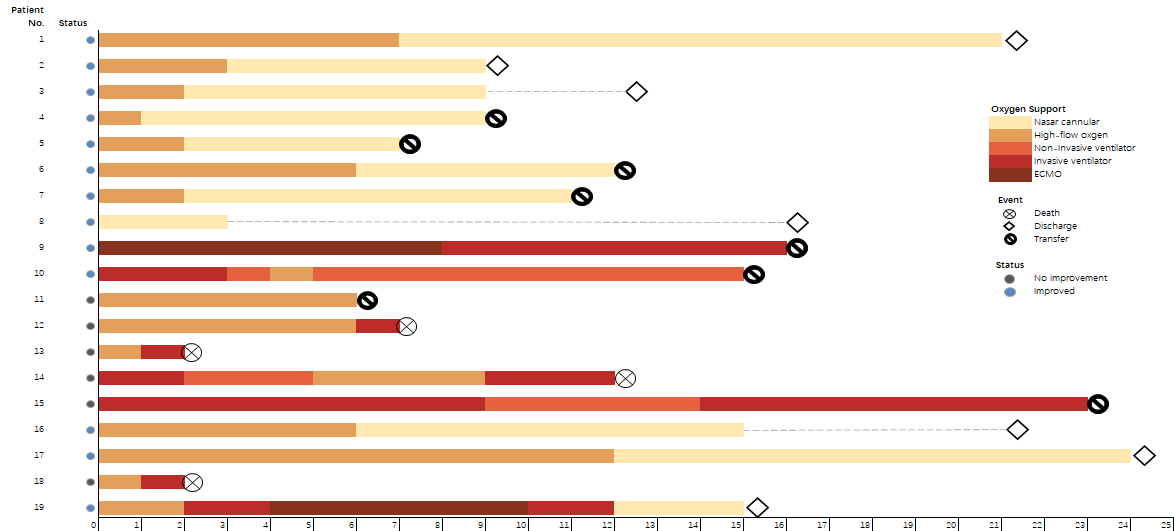 Patient
No. Status
1
2
3
4
5
6
7
8
9
10
11
12
13
14
15
16
17
18
19
Oxygen Support
Nasar cannular
High-flow oxgen
Non-Invasive ventilator
Invasive ventilator
ECMO
Event
Death
Discharge
Transfer
Status
No improvement
Improved
0 1 2 3 4 5 6 7 8 9 10 11 12 13 14 15 16 17 18 19 20 21 22 23 24 25